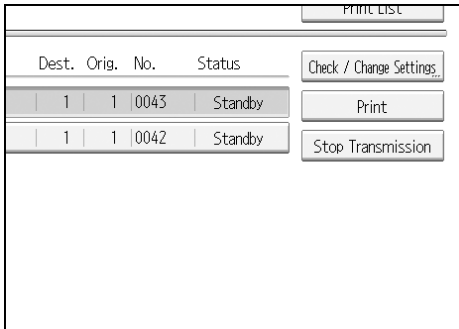 Print List
Dest. Orig. No. Status
Check / Change Settings
1 1 0043 Standby
Print
1 1 0042 Standby
Stop Transmission